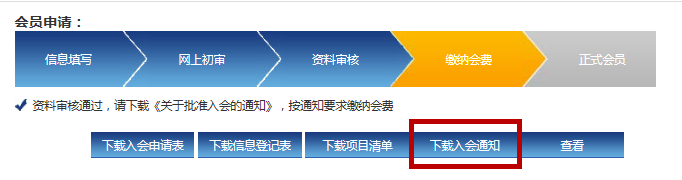 会员申请：
信息填写 网上初审 资料审核 缴纳会费 正式会员
资料审核通过，请下载《关于批准入会的通知》，按通知要求缴纳会费
下载入会申请表 下载信息登记表 下载项目清单 下载入会通知 查看